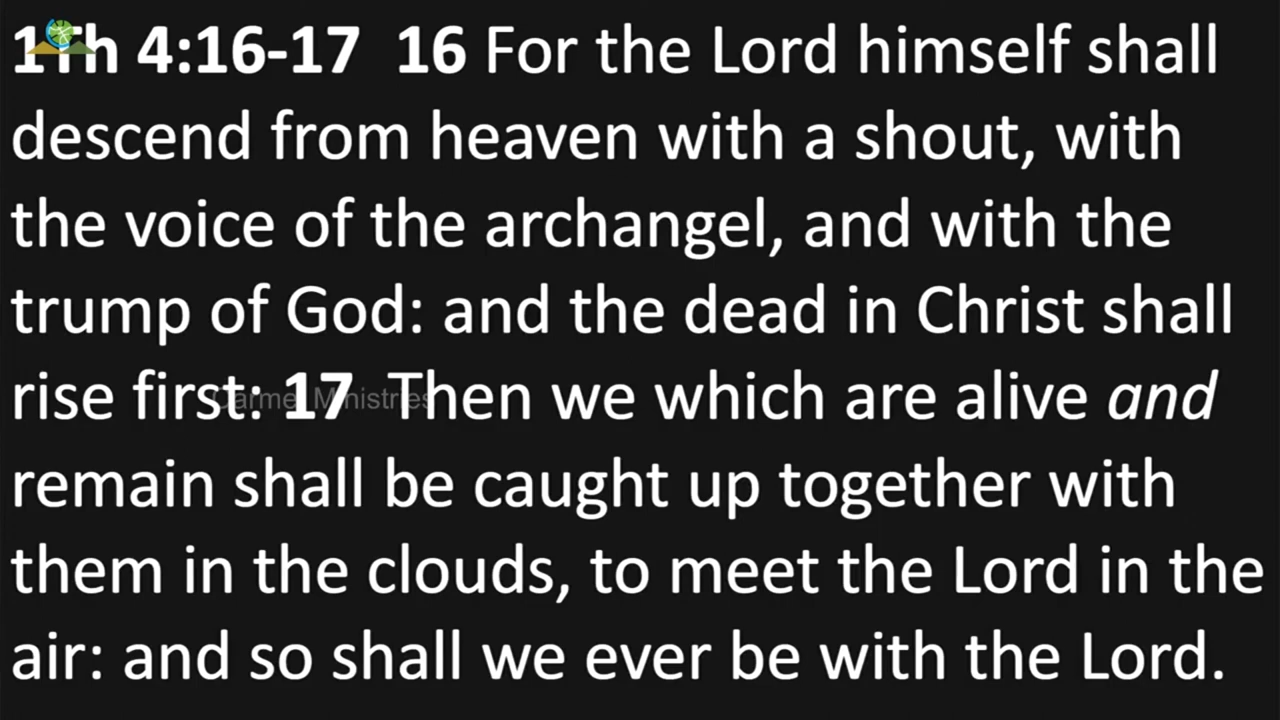 1Th 4:16-17 16 For the Lord himself shall
descend from heaven with a shout, with
the voice of the archangel, and with the
trump of God: and the dead in Christ shall
rise first: 17 Then we which are alive and
remain shall be caught up together with
them in the clouds, to meet the Lord in the
air: and so shall we ever be with the Lord.
Carmel Ministries